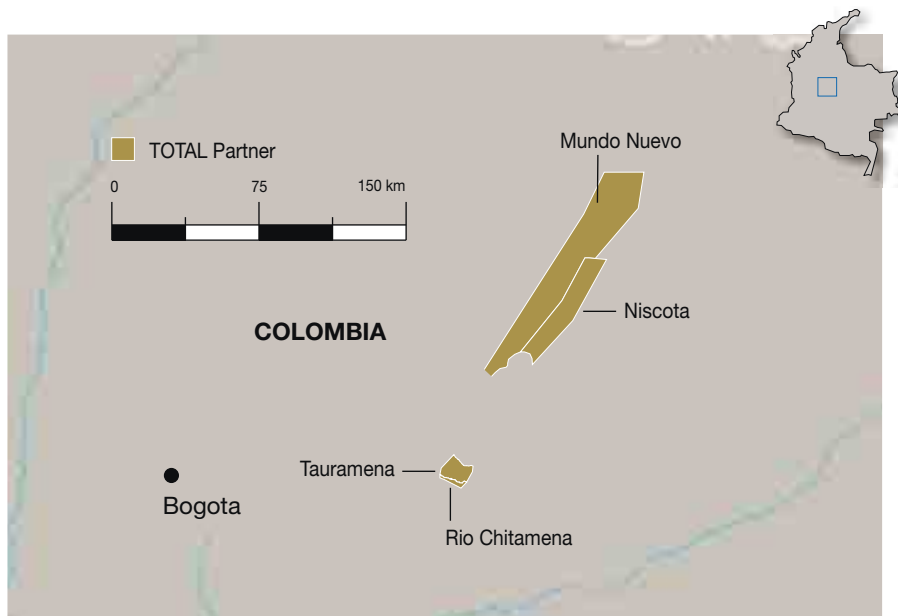 TOTAL Partner
0
75
150 km
Mundo Nuevo
Niscota
COLOMBIA
Tauramena
Bogota
Rio Chitamena